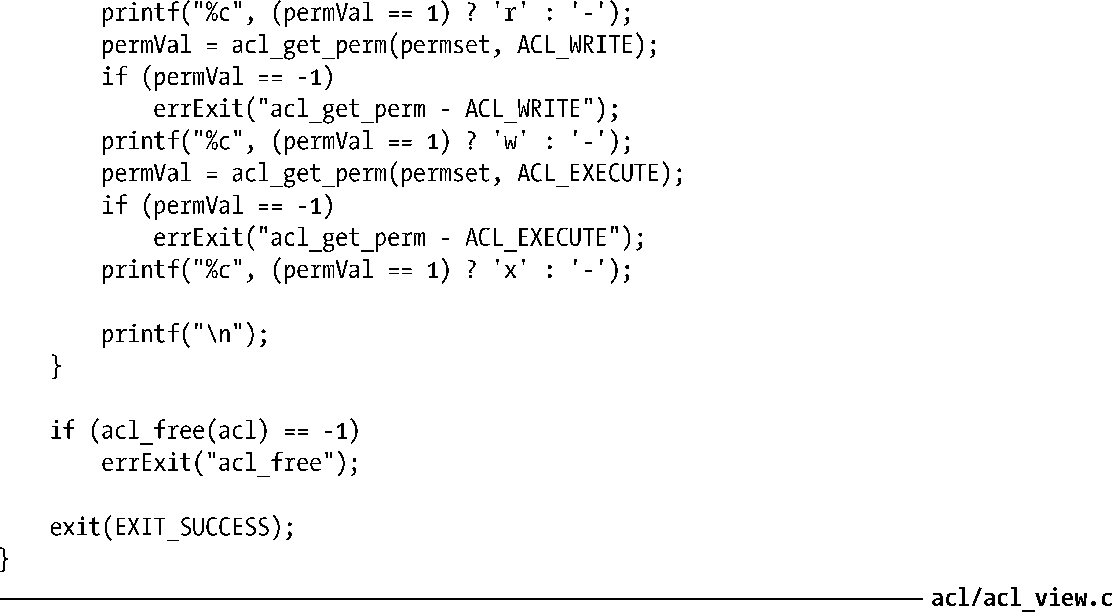 printf("%c", (permVal == 1) ? 'r' : '-');
        permVal = acl_get_perm(permset, ACL_WRITE);
        if (permVal == -1)
            errExit("acl_get_perm - ACL_WRITE");
        printf("%c", (permVal == 1) ? 'w' : '-');
        permVal = acl_get_perm(permset, ACL_EXECUTE);
        if (permVal == -1)
            errExit("acl_get_perm - ACL_EXECUTE");
        printf("%c", (permVal == 1) ? 'x' : '-');

        printf("\n");
    }

    if (acl_free(acl) == -1)
        errExit("acl_free");

    exit(EXIT_SUCCESS);
}
acl/acl_view.c